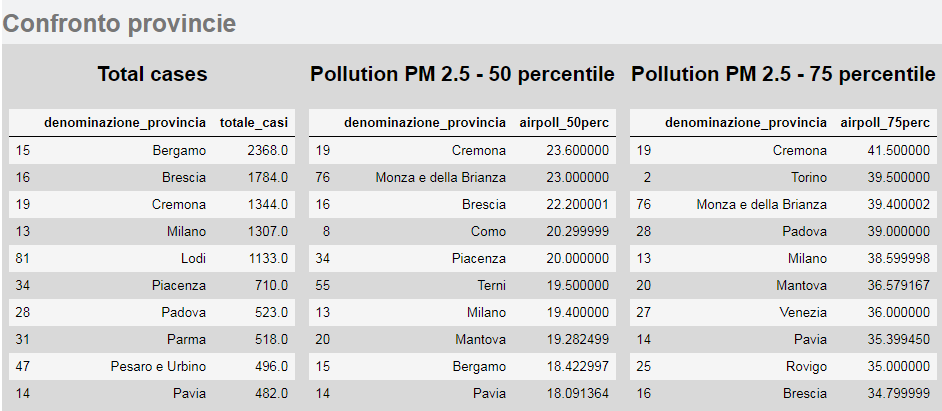 Confronto provincie
Total cases
denominazione_provincia totale_casi
15 Bergamo 2368.0
16 Brescia 1784.0
19 Cremona 1344.0
13 Milano 1307.0
81 Lodi 1133.0
34 Piacenza 710.0
28 Padova 523.0
31 Parma 518.0
47 Pesaro e Urbino 496.0
14 Pavia 482.0
Pollution PM 2.5 - 50 percentile
denominazione_provincia airpoll_50perc
19 Cremona 23.600000
76 Monza e della Brianza 23.000000
16 Brescia 22.200001
8 Como 20.299999
34 Piacenza 20.000000
55 Terni 19.500000
13 Milano 19.400000
20 Mantova 19.282499
15 Bergamo 18.422997
14 Pavia 18.091364
Pollution PM 2.5 - 75 percentile
denominazione_provincia airpoll_75perc
19 Cremona 41.500000
2 Torino 39.500000
76 Monza e della Brianza 39.400002
28 Padova 39.000000
13 Milano 38.599998
20 Mantova 36.579167
27 Venezia 36.000000
14 Pavia 35.399450
25 Rovigo 35.000000
16 Brescia 34.799999